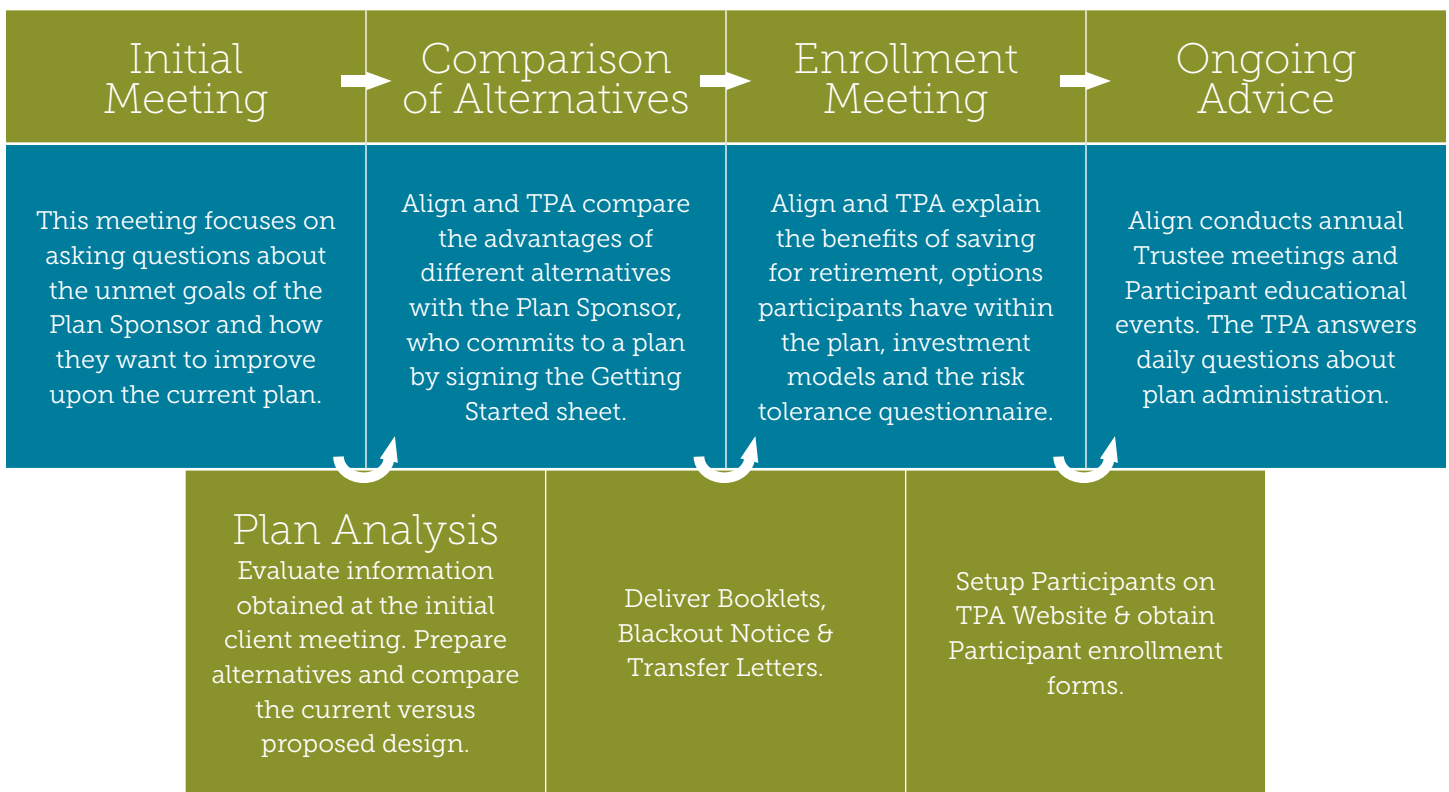 Initial
Meeting
Comparison
of Alternatives
Enrollment
Meeting
Ongoing
Advice
This meeting focuses on
asking questions about
the unmet goals of the
Plan Sponsor and how
they want to improve
upon the current plan.
Align and TPA compare
the advantages of
different alternatives
with the Plan Sponsor,
who commits to a plan
by signing the Getting
Started sheet.
Align and TPA explain
the benefits of saving
for retirement, options
participants have within
the plan, investment
models and the risk
tolerance questionnaire.
Align conducts annual
Trustee meetings and
Participant educational
events. The TPA answers
daily questions about
plan administration.
Plan Analysis
Evaluate information
obtained at the initial
client meeting. Prepare
alternatives and compare
the current versus
proposed design.
Deliver Booklets,
Blackout Notice &
Transfer Letters.
Setup Participants on
TPA Website & obtain
Participant enrollment
forms.